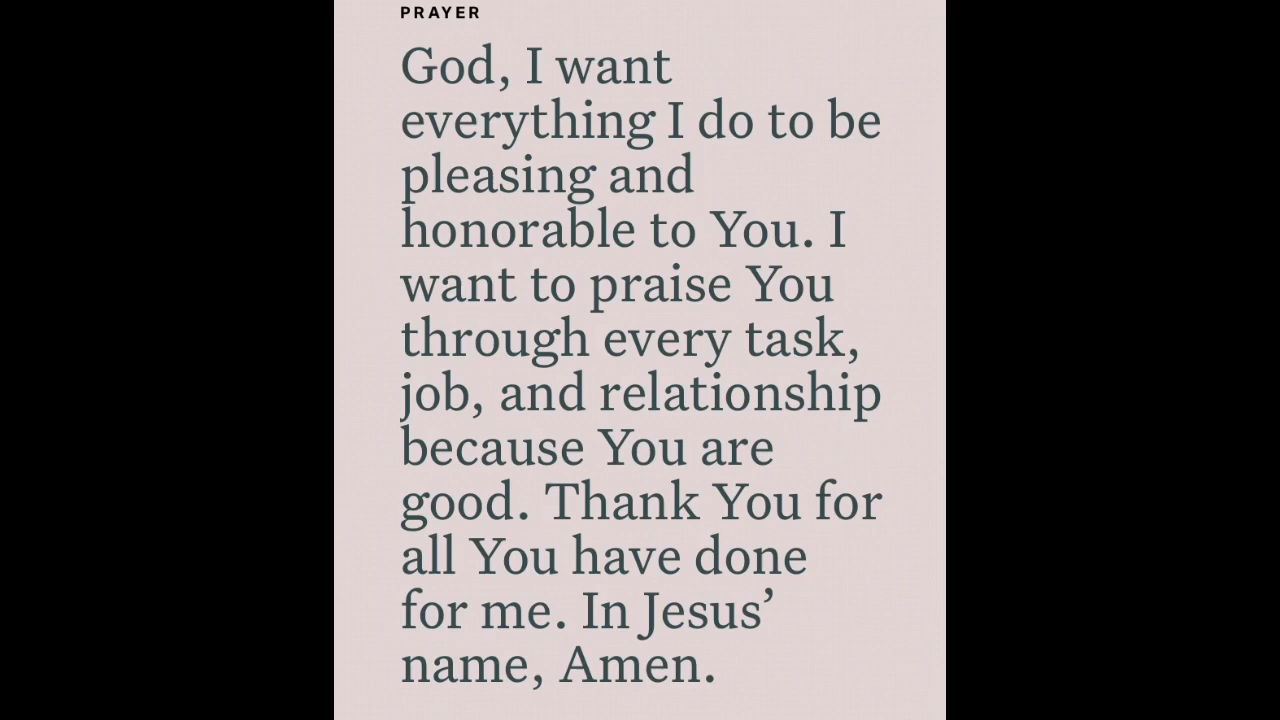 PRAYER
God, I want
everything I do to be
pleasing and
honorable to You. I
want to praise You
through every task,
job, and relationship
because You are
good. Thank You for
all You have done
for me. In Jesus’
name, Amen.